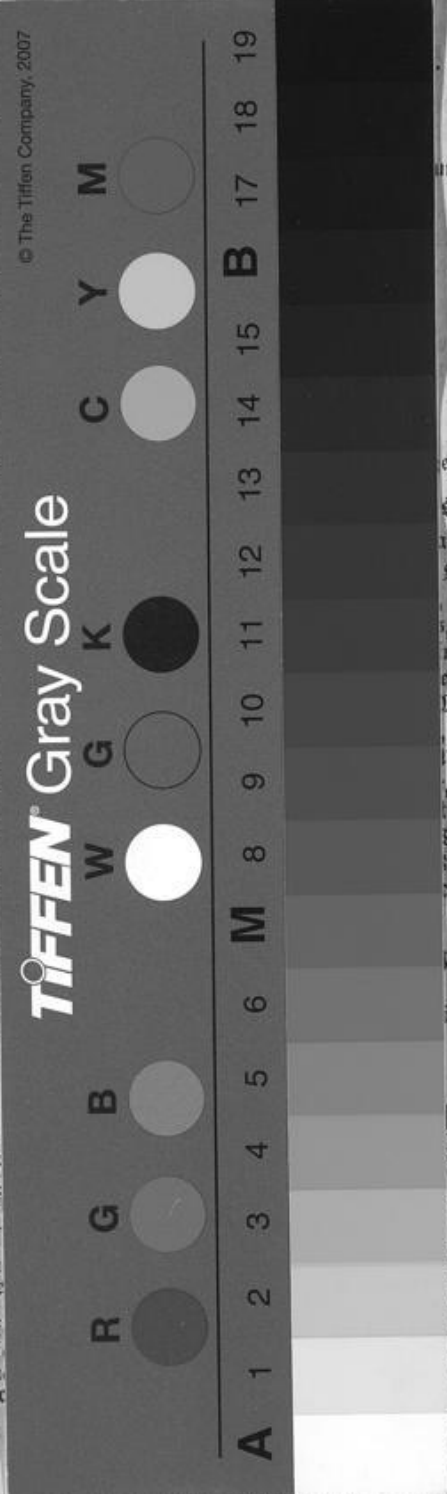 © The Tiffen Company, 2007
TIFFEN® Gray Scale
R G B W G K C Y M
A 1 2 3 4 5 6 M 8 9 10 11 12 13 14 15 B 17 18 19